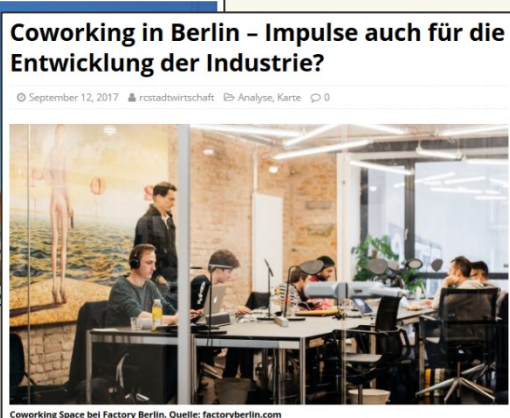 Coworking in Berlin – Impulse auch für die
Entwicklung der Industrie?
September 12, 2017 rcstadtwirtschaft Analyse, Karte 0
Coworking Space bei Factory Berlin. Quelle: factoryberlin.com